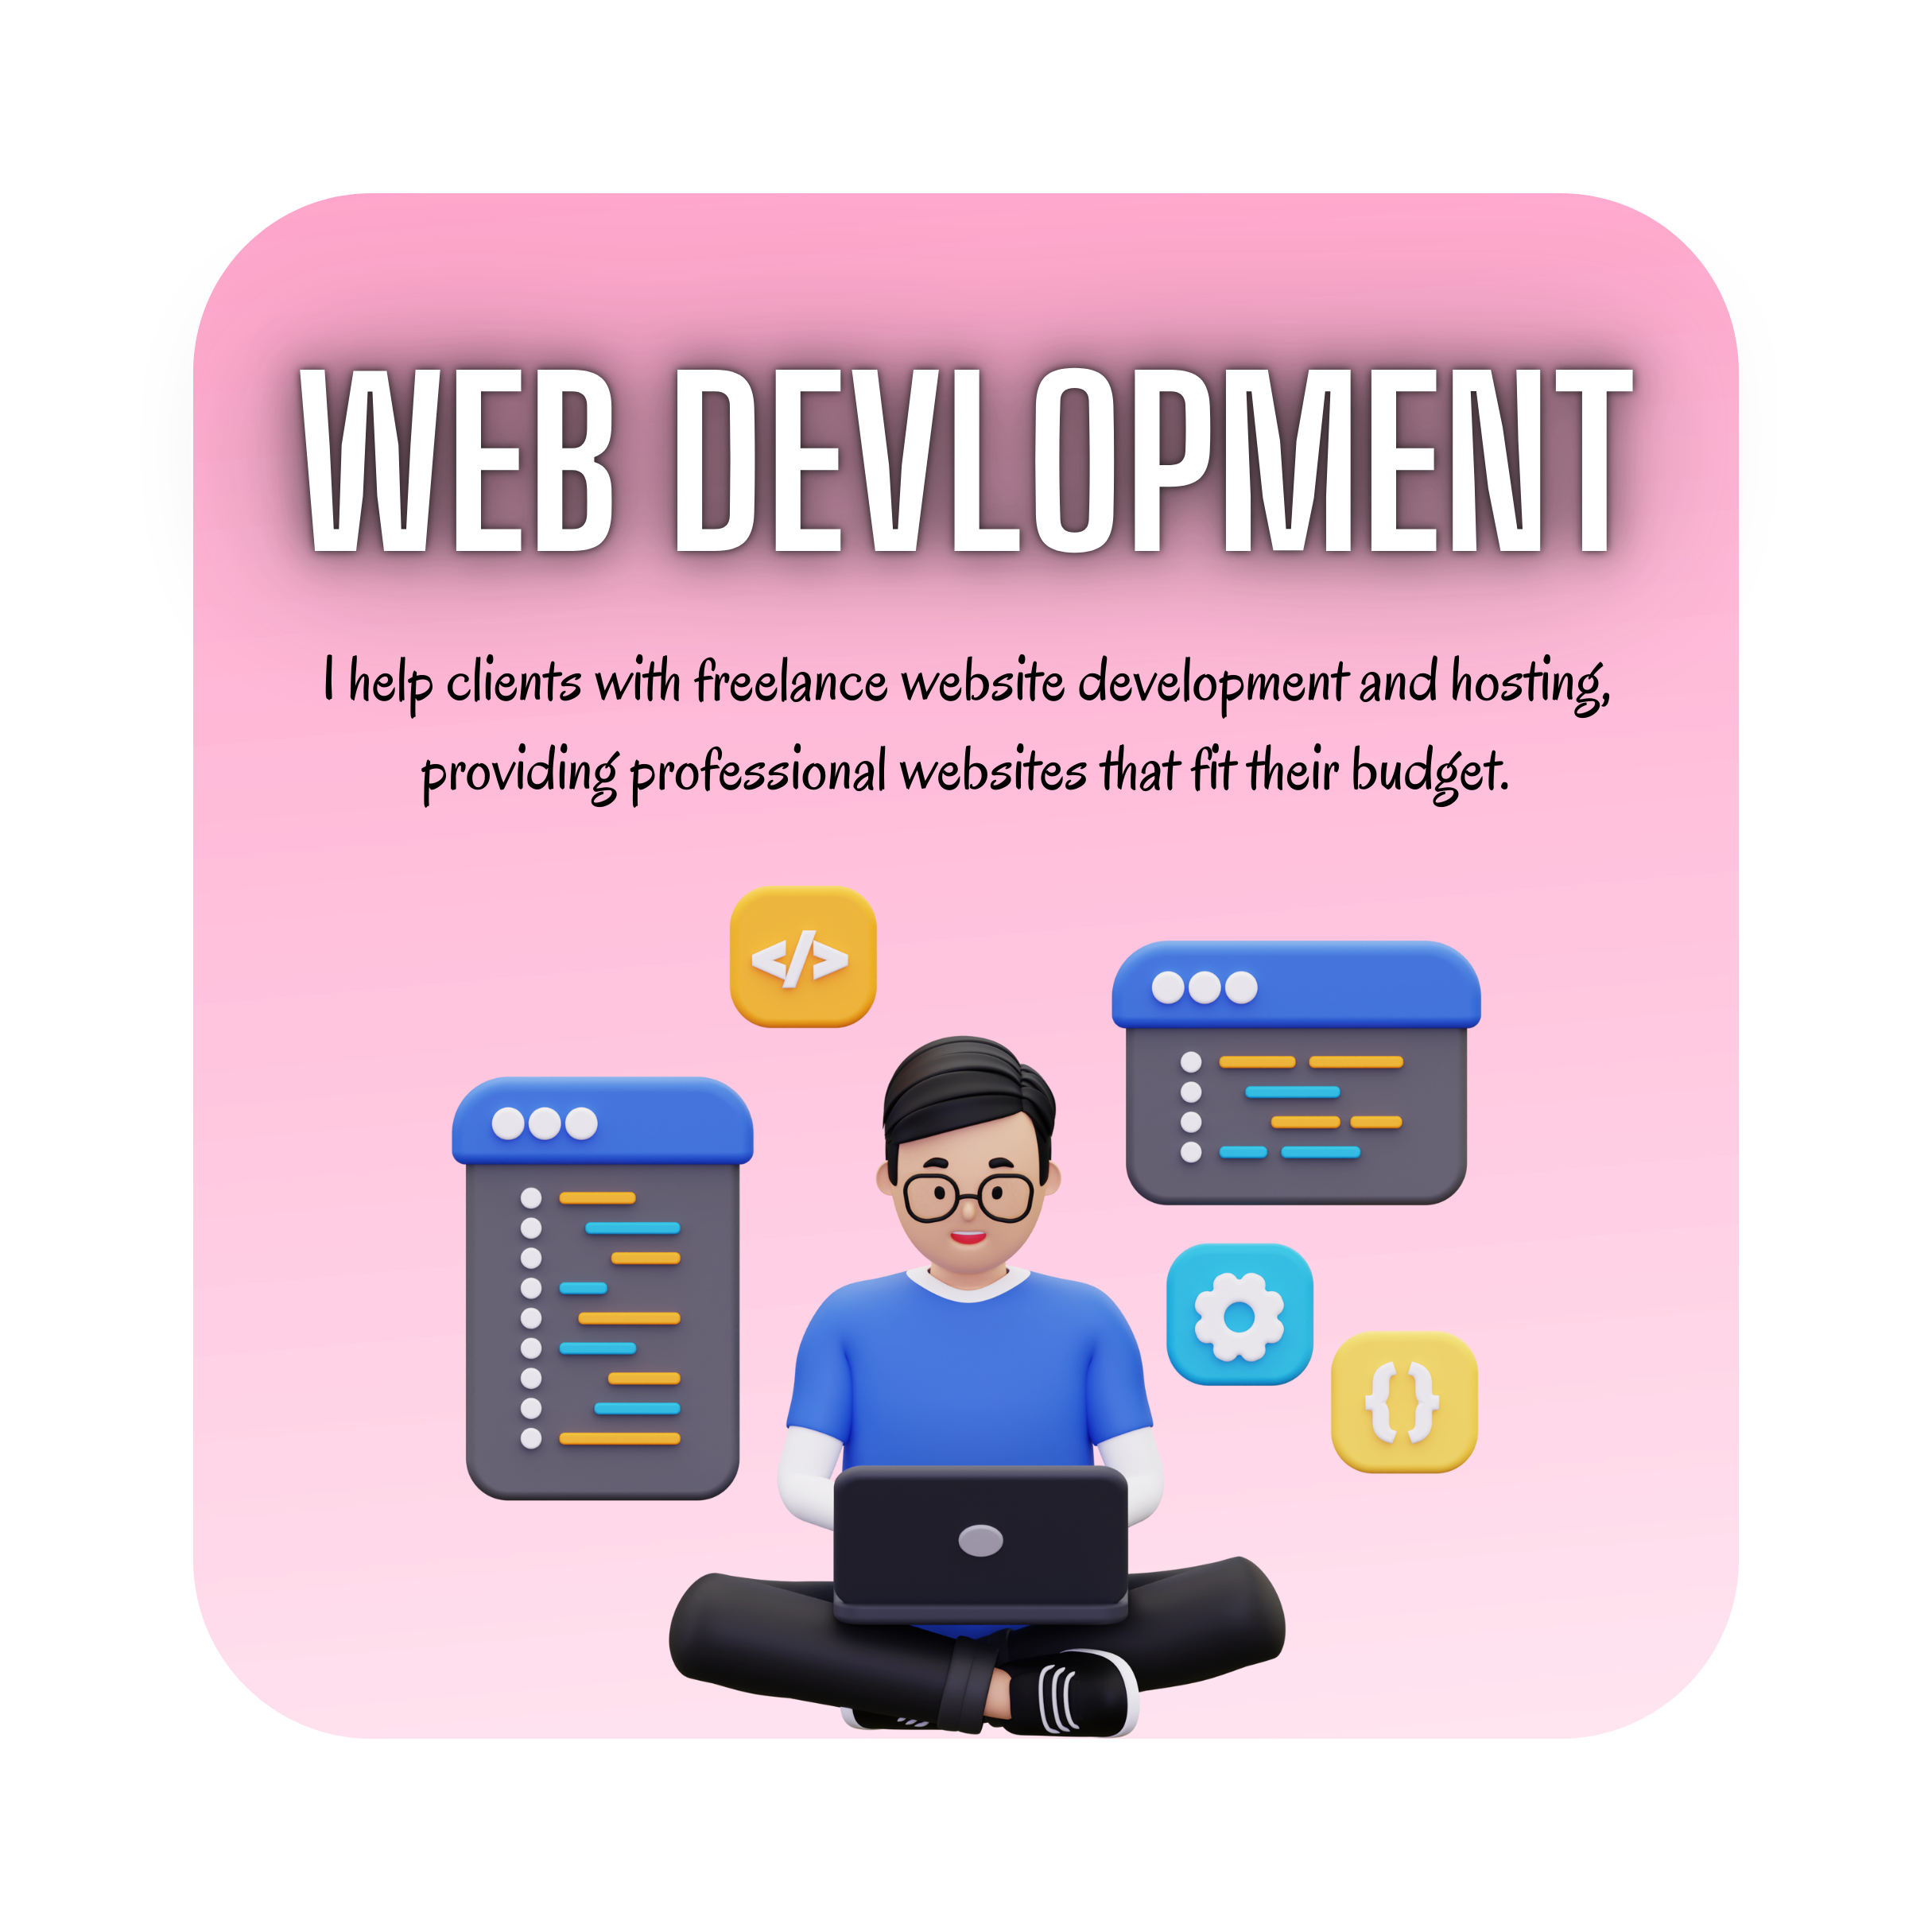 WEB DEVLOPMENT
I help clients with freelance website development and hosting,
providing professional websites that fit their budget.
</>
{}